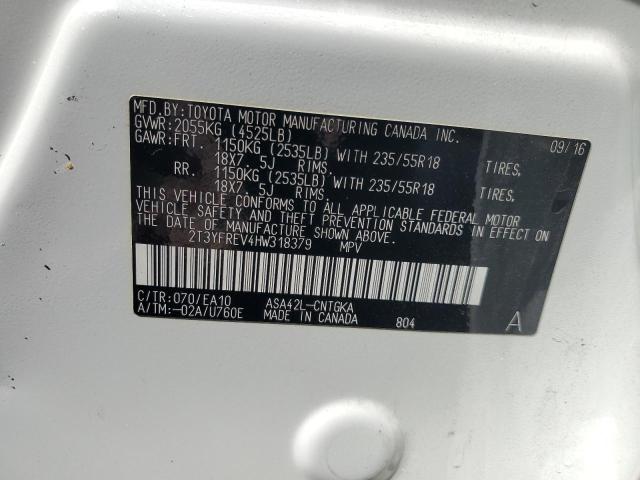 MFD.BY:TOYOTA MOTOR MANUFACTURING CANADA INC. 09/16
GVWR:2055KG (4525LB)
GAWR:FRT. 1150KG (2535LB) WITH 235/55R18 TIRES,
18X7. 5J RIMS.
RR. 1150KG (2535LB) WITH 235/55R18 TIRES,
18X7. 5J RIMS.
THIS VEHICLE CONFORMS TO ALL APPLICABLE FEDERAL MOTOR
VEHICLE SAFETY AND THEFT PREVENTION STANDARDS IN EFFECT ON
THE DATE OF MANUFACTURE SHOWN ABOVE.
2T3YFREV4HW318379 MPV
C/TR:070/EA10 ASA42L-CNTGKA
A/TM:-02A/U760E MADE IN CANADA 804 A